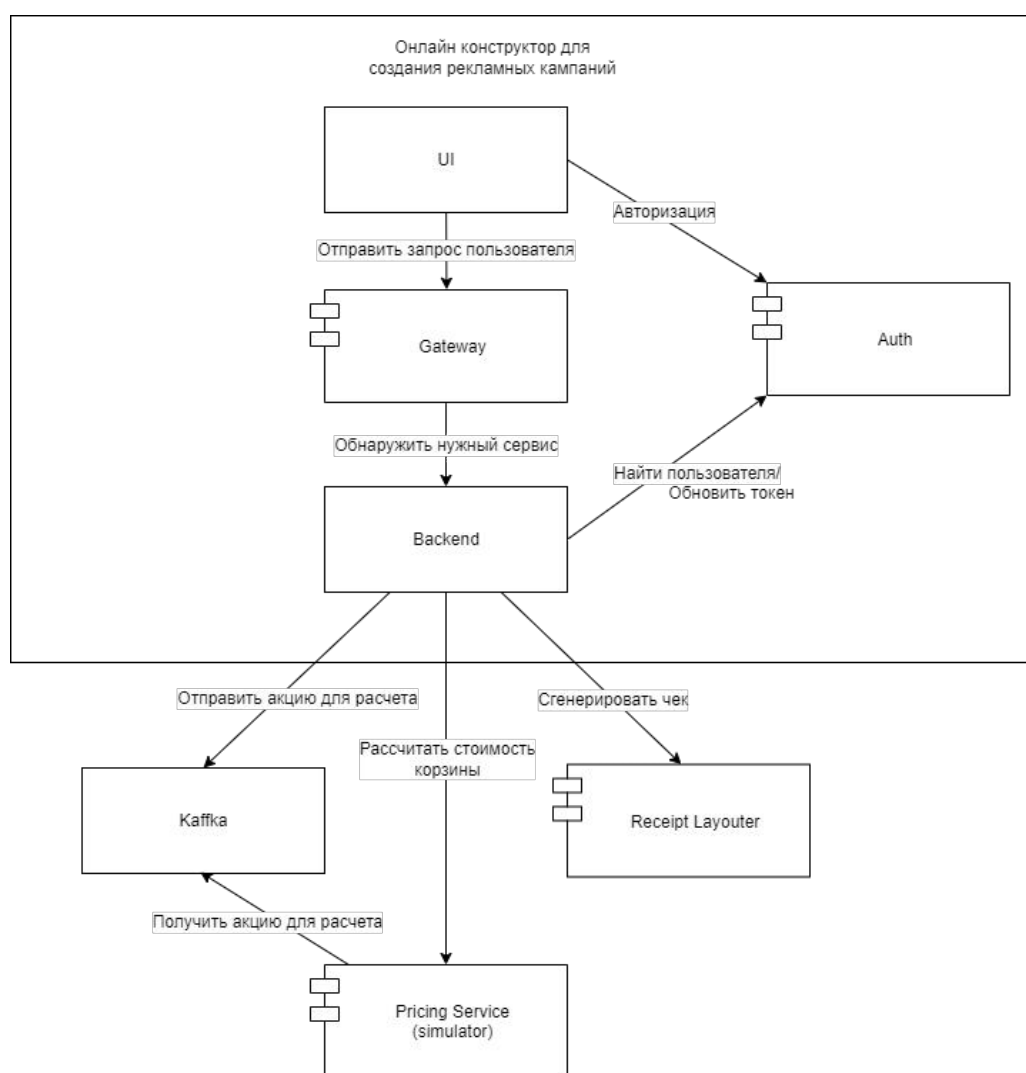 Онлайн конструктор для
создания рекламных кампаний
UI
Авторизация
Отправить запрос пользователя
Gateway
Auth
Обнаружить нужный сервис
Найти пользователя/
Обновить токен
Backend
Отправить акцию для расчета
Сгенерировать чек
Рассчитать стоимость
корзины
Kaffka
Receipt Layouter
Получить акцию для расчета
Pricing Service
(simulator)